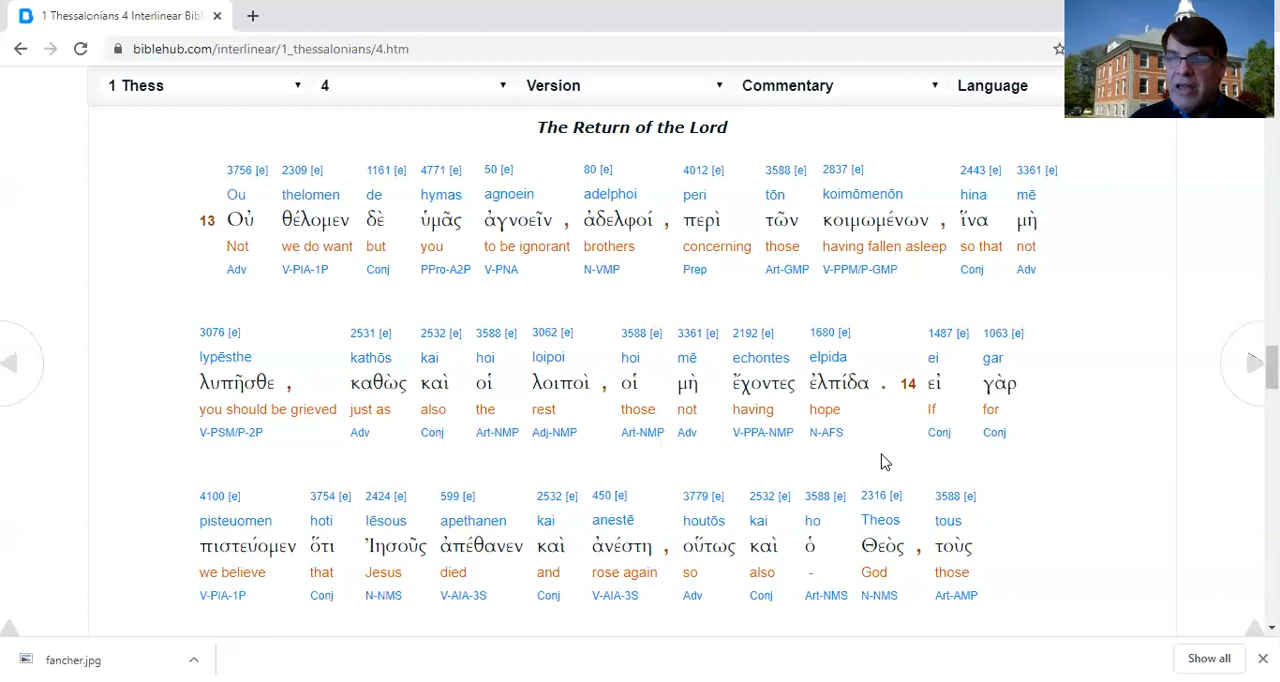 1 Thessalonians 4 Interlinear Bibl
biblehub.com/interlinear/1_thessalonians/4.htm
1 Thess 4 Version Commentary Language
The Return of the Lord
3756 [e] 2309 [e] 1161 [e] 4771 [e] 50 [e] 80 [e] 4012 [e] 3588 [e] 2837 [e] 2443 [e] 3361 [e]
Ou thelomen de hymas agnoein adelphoi peri tōn koimōmenōn hina mē
13 Οὐ θέλομεν δὲ ὑμᾶς ἀγνοεῖν , ἀδελφοί , περὶ τῶν κοιμωμένων , ἵνα μὴ
Not we do want but you to be ignorant brothers concerning those having fallen asleep so that not
Adv V-PIA-1P Conj PPro-A2P V-PNA N-VMP Prep Art-GMP V-PPM/P-GMP Conj Adv
3076 [e] 2531 [e] 2532 [e] 3588 [e] 3062 [e] 3588 [e] 3361 [e] 2192 [e] 1680 [e] 1487 [e] 1063 [e]
lypēsthe kathōs kai hoi loipoi hoi mē echontes elpida ei gar
λυπῆσθε , καθὼς καὶ οἱ λοιποὶ , οἱ μὴ ἔχοντες ἐλπίδα . 14 εἰ γὰρ
you should be grieved just as also the rest those not having hope If for
V-PSM/P-2P Adv Conj Art-NMP Adj-NMP Art-NMP Adv V-PPA-NMP N-AFS Conj Conj
4100 [e] 3754 [e] 2424 [e] 599 [e] 2532 [e] 450 [e] 3779 [e] 2532 [e] 3588 [e] 2316 [e] 3588 [e]
pisteuomen hoti Iēsous apethanen kai anestē houtōs kai ho Theos tous
πιστεύομεν ὅτι Ἰησοῦς ἀπέθανεν καὶ ἀνέστη , οὕτως καὶ ὁ Θεὸς , τοὺς
we believe that Jesus died and rose again so also - God those
V-PIA-1P Conj N-NMS V-AIA-3S Conj V-AIA-3S Adv Conj Art-NMS N-NMS Art-AMP
fancher.jpg Show all